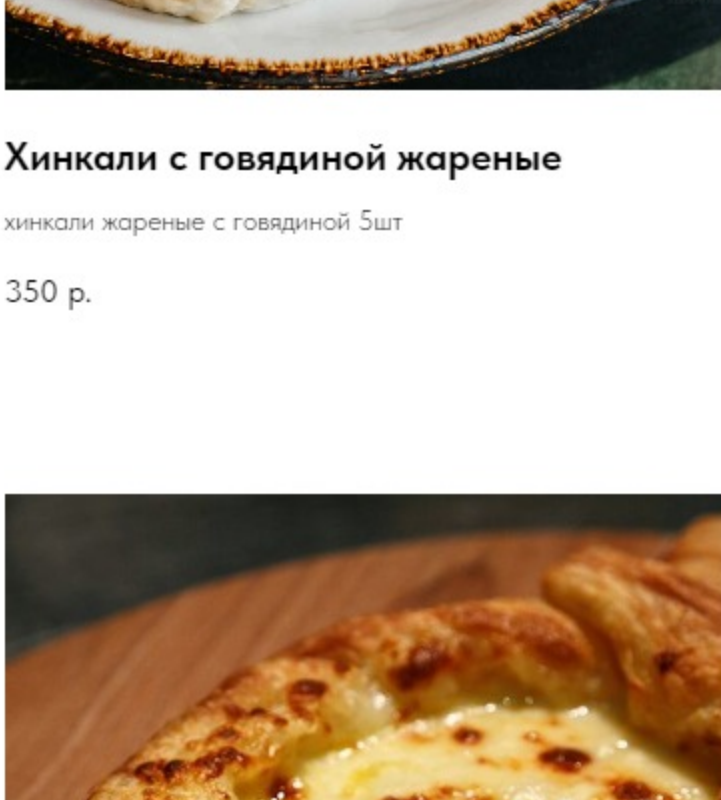 Хинкали с говядиной жареные
хинкали жареные с говядиной 5шт
350 р.